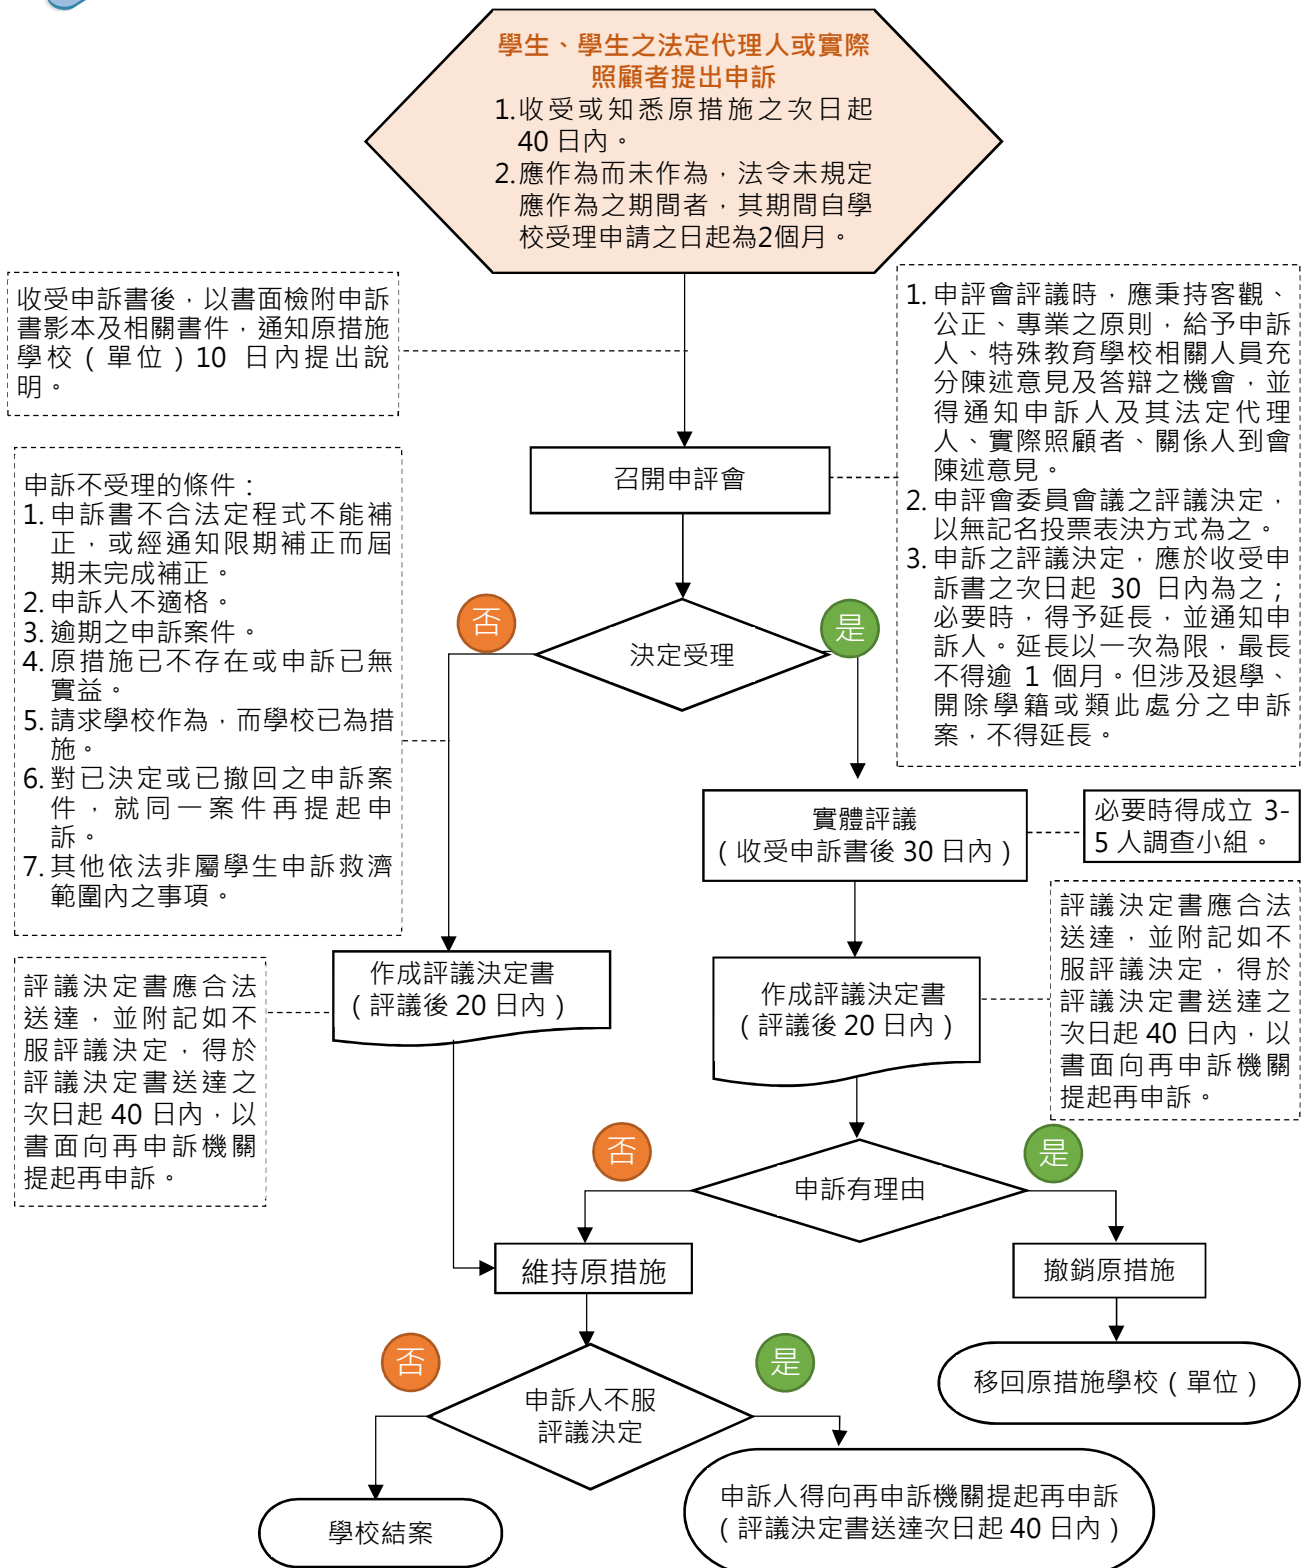 學生、學生之法定代理人或實際
照顧者提出申訴
1.收受或知悉原措施之次日起
40 日內。
2.應作為而未作為，法令未規定
應作為之期間者，其期間自學
校受理申請之日起為2個月。
收受申訴書後，以書面檢附申訴
書影本及相關書件，通知原措施
學校（單位）10 日內提出說
明。
1.申評會評議時，應秉持客觀、
公正、專業之原則，給予申訴
人、特殊教育學校相關人員充
分陳述意見及答辯之機會，並
得通知申訴人及其法定代理
人、實際照顧者、關係人到會
陳述意見。
2.申評會委員會議之評議決定，
以無記名投票表決方式為之。
3.申訴之評議決定，應於收受申
訴書之次日起 30 日內為之；
必要時，得予延長，並通知申
訴人。延長以一次為限，最長
不得逾 1 個月。但涉及退學、
開除學籍或類此處分之申訴
案，不得延長。
召開申評會
申訴不受理的條件：
1.申訴書不合法定程式不能補
正，或經通知限期補正而屆
期未完成補正。
2.申訴人不適格。
3.逾期之申訴案件。
4.原措施已不存在或申訴已無
實益。
5.請求學校作為，而學校已為措
施。
6.對已決定或已撤回之申訴案
件，就同一案件再提起申
訴。
7.其他依法非屬學生申訴救濟
範圍內之事項。
否
是
決定受理
實體評議
（收受申訴書後 30 日內）
必要時得成立 3-
5 人調查小組。
作成評議決定書
（評議後 20 日內）
評議決定書應合法
送達，並附記如不
服評議決定，得於
評議決定書送達之
次日起 40 日內，以
書面向再申訴機關
提起再申訴。
作成評議決定書
（評議後 20 日內）
評議決定書應合法
送達，並附記如不
服評議決定，得於
評議決定書送達之
次日起 40 日內，以
書面向再申訴機關
提起再申訴。
否
是
申訴有理由
維持原措施
撤銷原措施
否
是
申訴人不服
評議決定
移回原措施學校（單位）
學校結案
申訴人得向再申訴機關提起再申訴
（評議決定書送達次日起 40 日內）